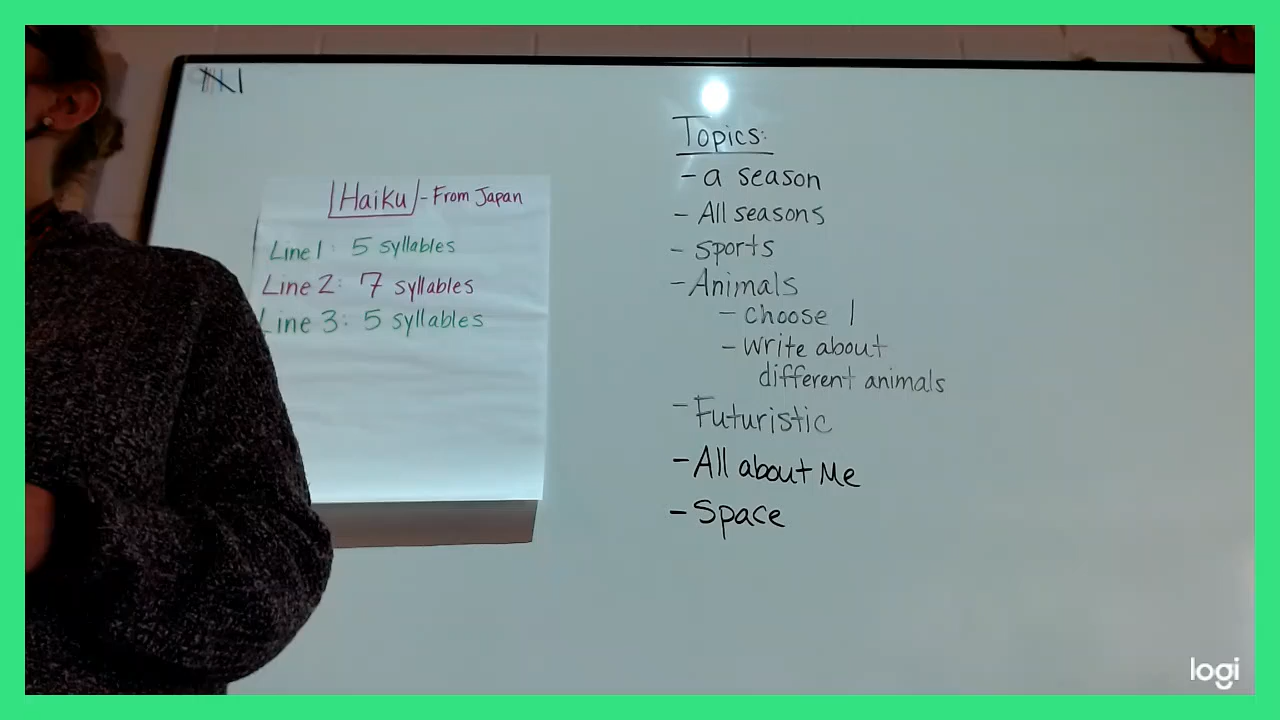 Haiku - From Japan
Line 1: 5 syllables
Line 2: 7 syllables
Line 3: 5 syllables
Topics:
- a season
- All seasons
- sports
- Animals
- choose 1
- write about
different animals
- Futuristic
- All about Me
- Space
logi